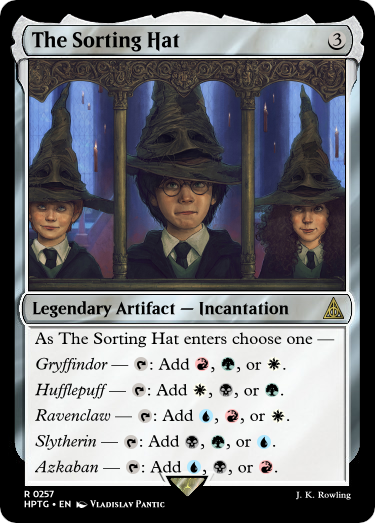 The Sorting Hat 3
Legendary Artifact — Incantation
As The Sorting Hat enters choose one —
Gryffindor — : Add , , or .
Hufflepuff — : Add , , or .
Ravenclaw — : Add , , or .
Slytherin — : Add , , or .
Azkaban — : Add , , or .
R 0257
J. K. Rowling
HPTG • EN Vladislav Pantic